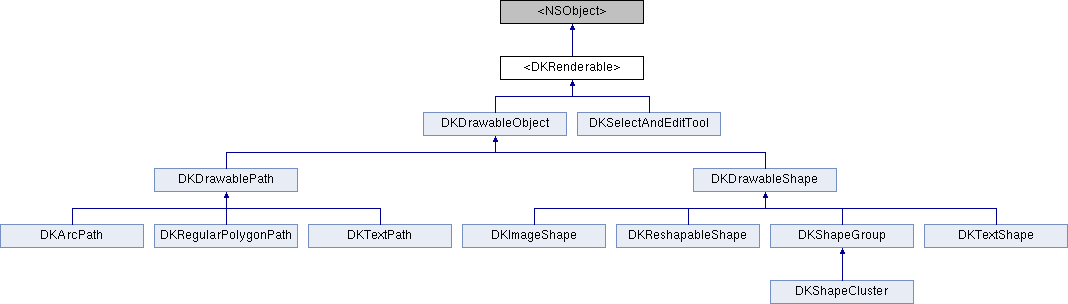 <NSObject>
<DKRenderable>
DKDrawableObject DKSelectAndEditTool
DKDrawablePath DKDrawableShape
DKArcPath DKRegularPolygonPath DKTextPath DKImageShape DKReshapableShape DKShapeGroup DKTextShape
DKShapeCluster